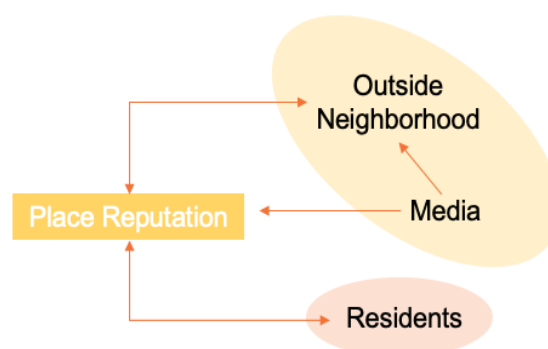 Outside
Neighborhood
Place Reputation
Media
Residents